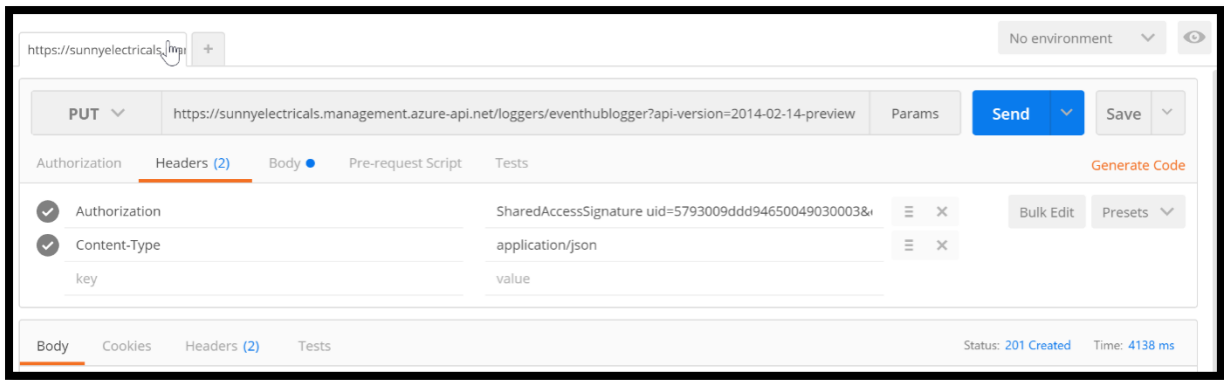 https://sunnyelectricals. +
No environment
PUT https://sunnyelectricals.management.azure-api.net/loggers/eventhublogger?api-version=2014-02-14-preview Params Send Save
Authorization Headers (2) Body Pre-request Script Tests Generate Code
Authorization SharedAccessSignature uid=5793009ddd94650049030003& Bulk Edit Presets
Content-Type application/json
key value
Body Cookies Headers (2) Tests Status: 201 Created Time: 4138 ms